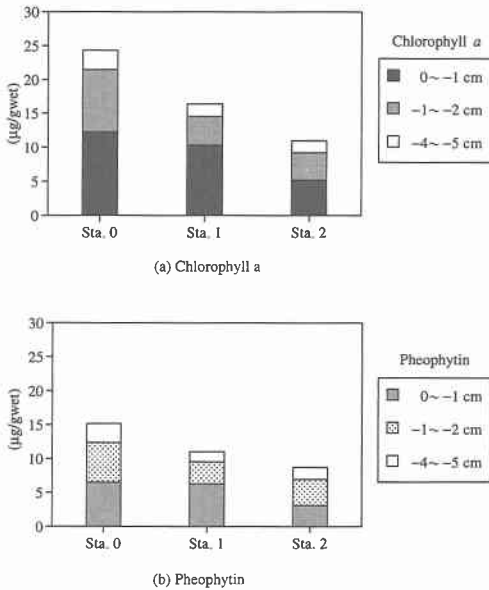 30
25
20
15
10
5
0
(µg/gwet)
Sta. 0 Sta. 1 Sta. 2
Chlorophyll a
0~ −1 cm
−1~ −2 cm
−4~ −5 cm
(a) Chlorophyll a
30
25
20
15
10
5
0
(µg/gwet)
Sta. 0 Sta. 1 Sta. 2
Pheophytin
0~ −1 cm
−1~ −2 cm
−4~ −5 cm
(b) Pheophytin